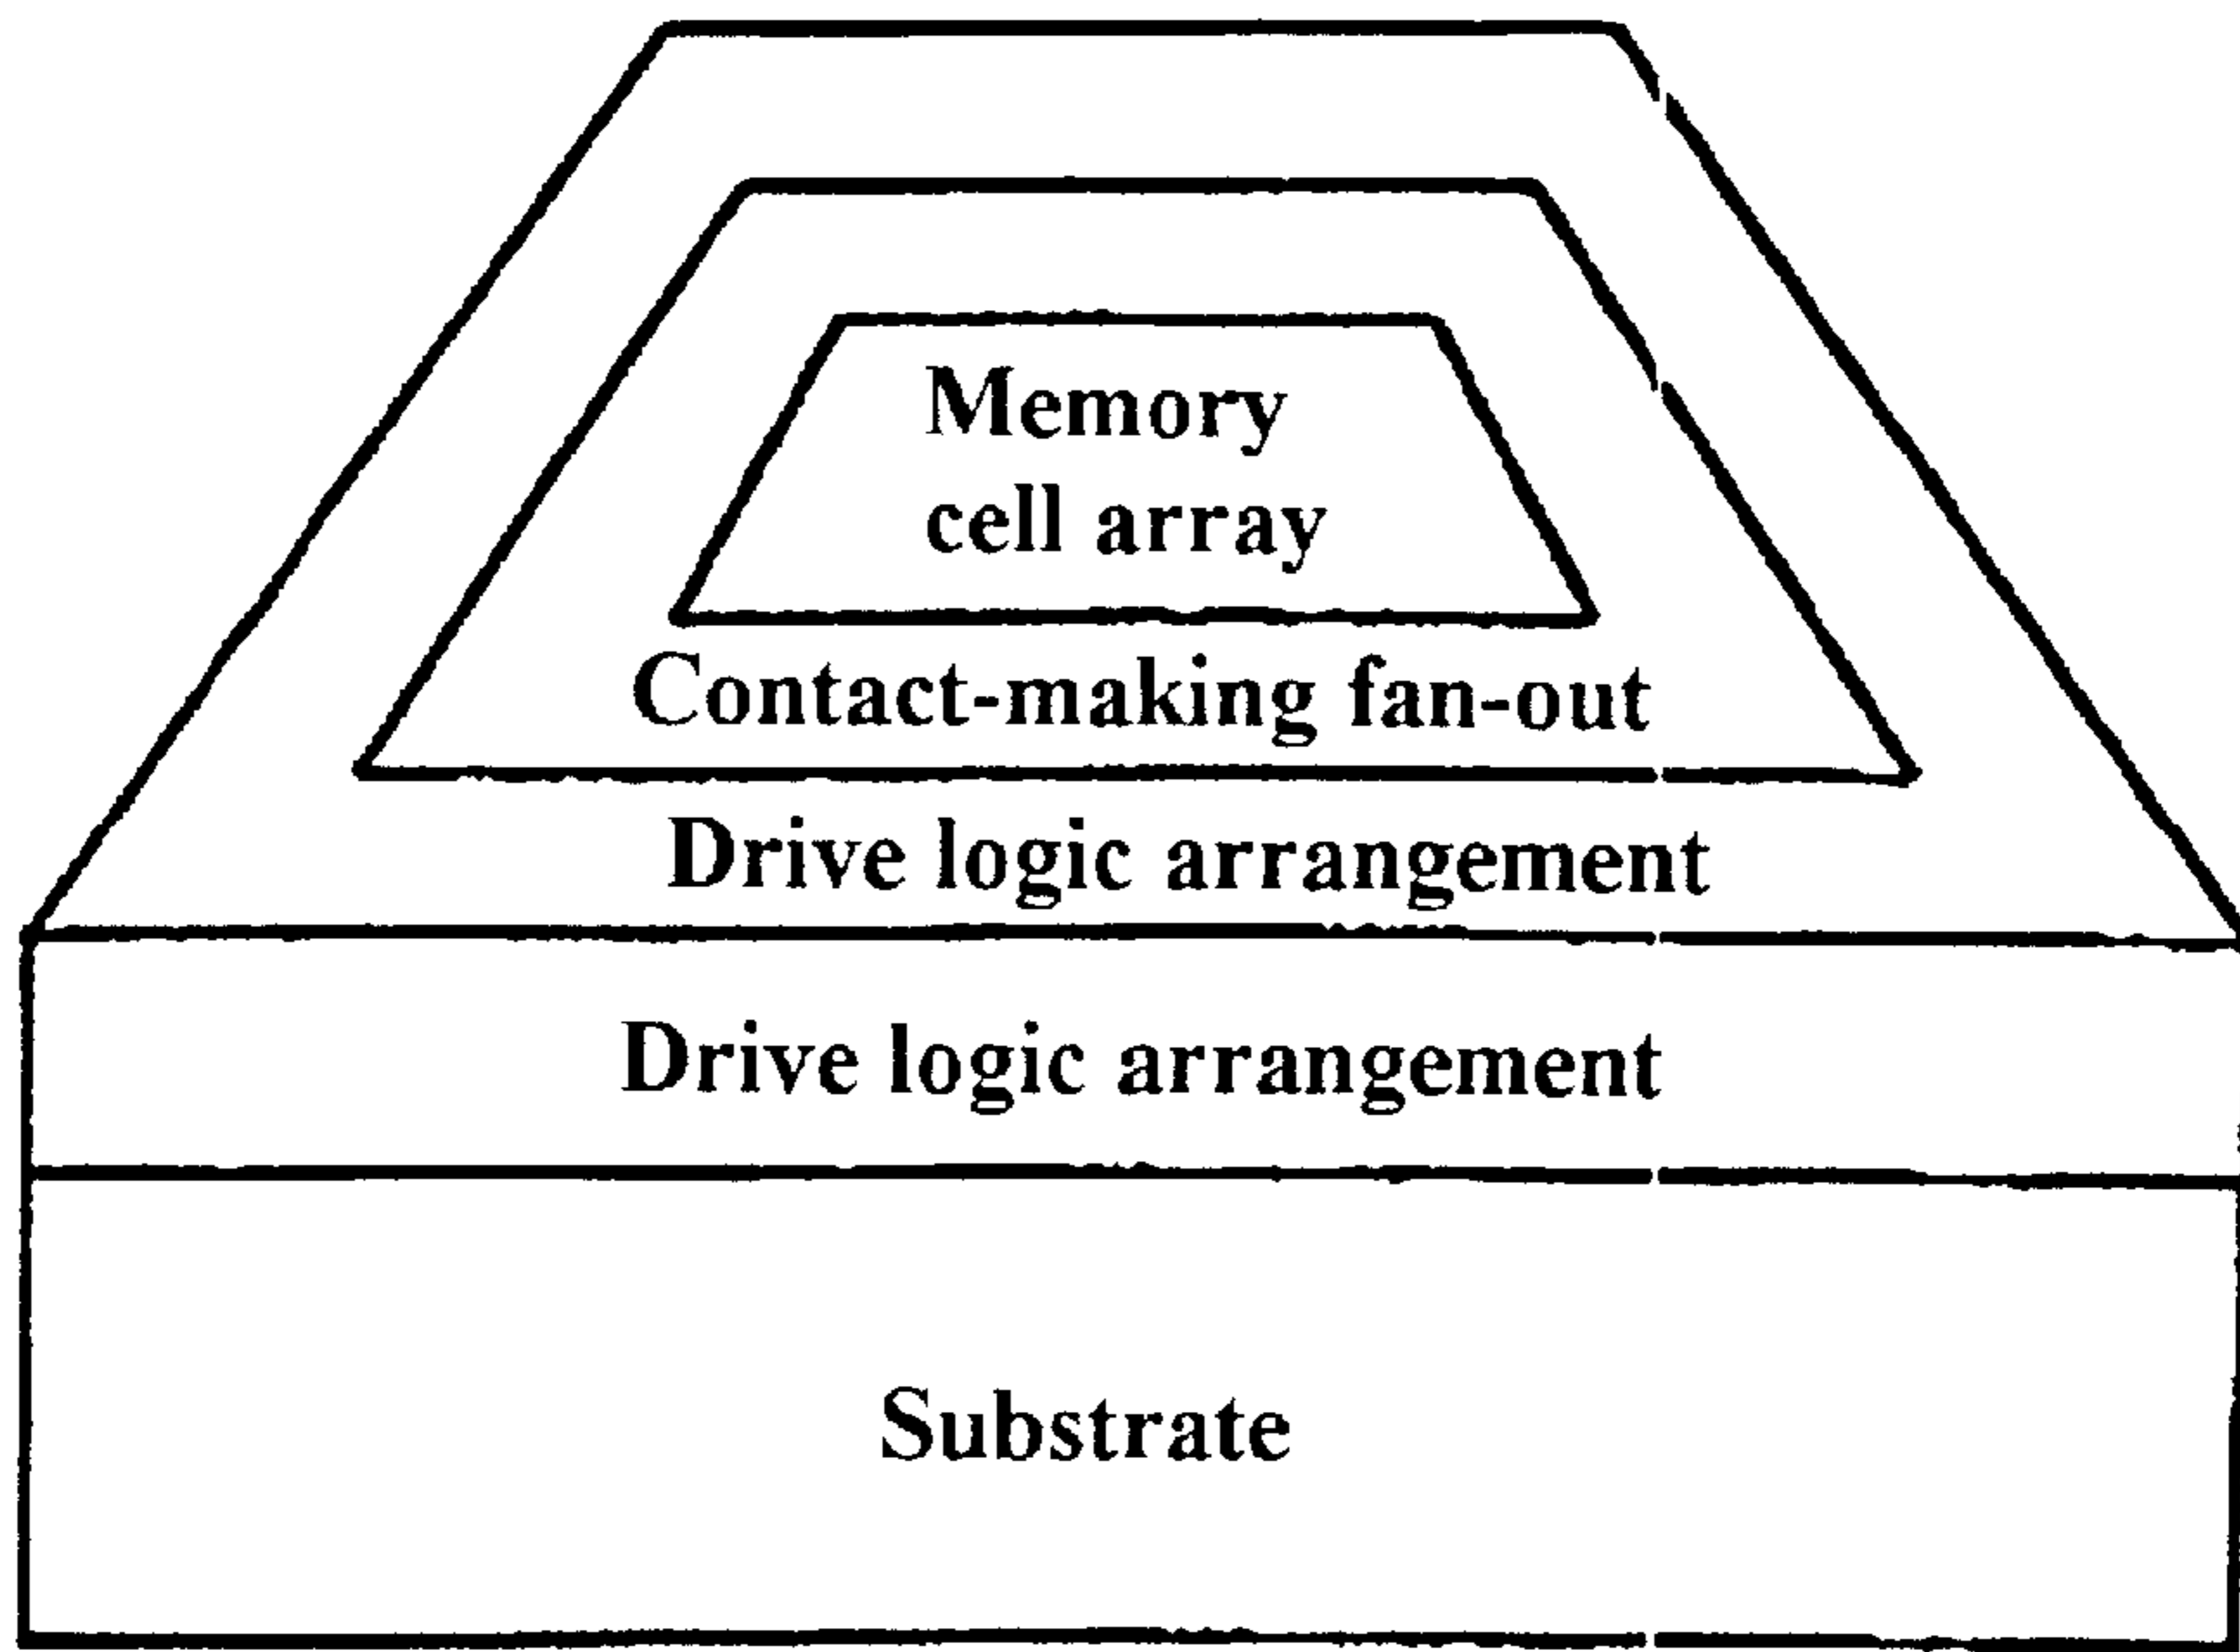 Memory
cell array
Contact-making fan-out
Drive logic arrangement
Drive logic arrangement
Substrate